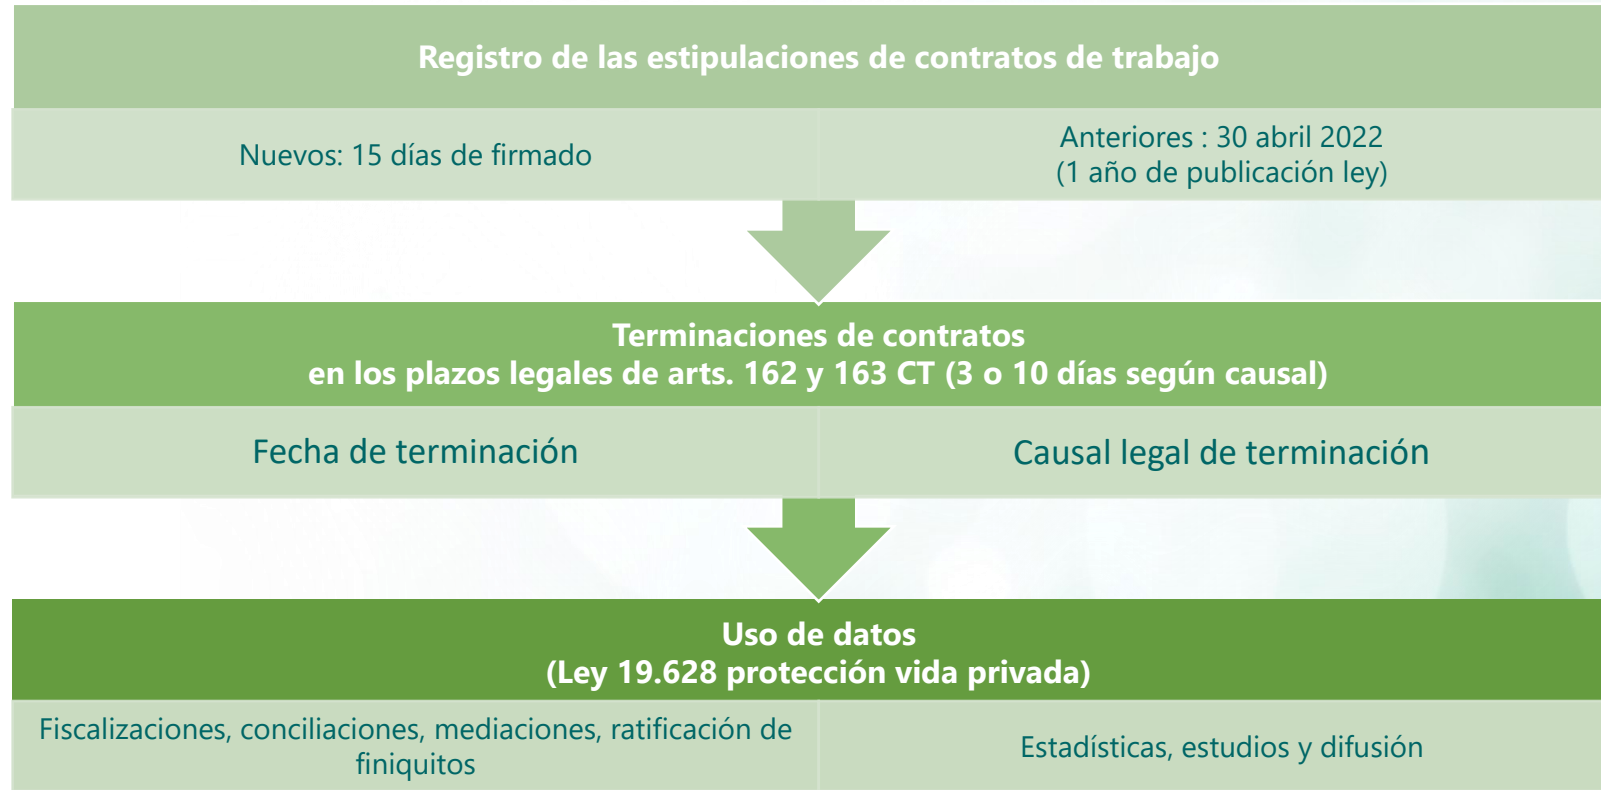 Registro de las estipulaciones de contratos de trabajo
Nuevos: 15 días de firmado
Anteriores : 30 abril 2022
(1 año de publicación ley)
Terminaciones de contratos
en los plazos legales de arts. 162 y 163 CT (3 o 10 días según causal)
Fecha de terminación
Causal legal de terminación
Uso de datos
(Ley 19.628 protección vida privada)
Fiscalizaciones, conciliaciones, mediaciones, ratificación de
finiquitos
Estadísticas, estudios y difusión